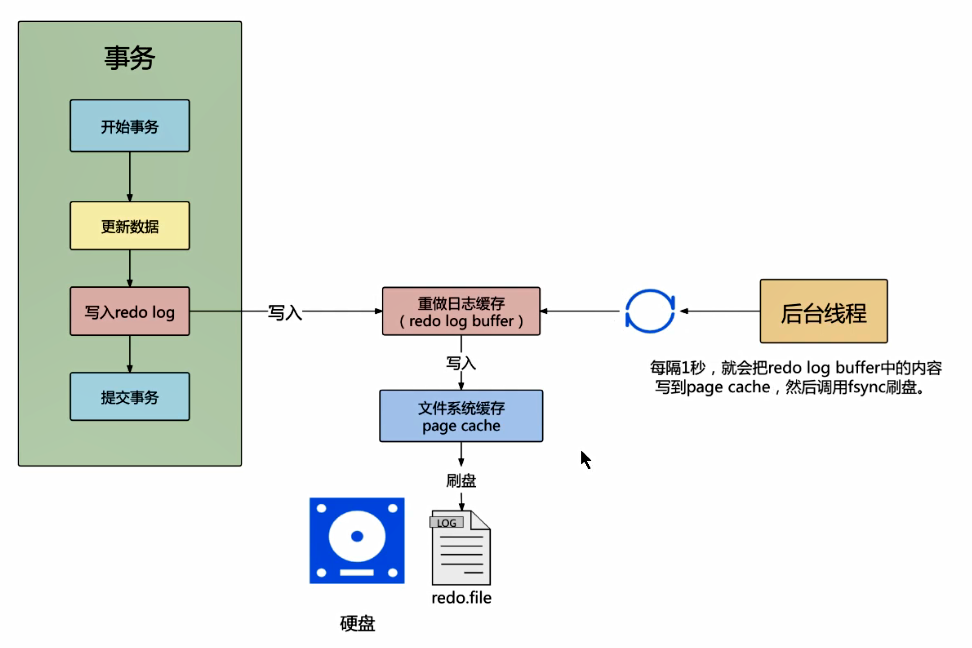 事务
开始事务
更新数据
写入redo log
提交事务
写入
重做日志缓存
（redo log buffer）
写入
文件系统缓存
page cache
刷盘
LOG
redo.file
硬盘
后台线程
每隔1秒，就会把redo log buffer中的内容
写到page cache，然后调用fsync刷盘。